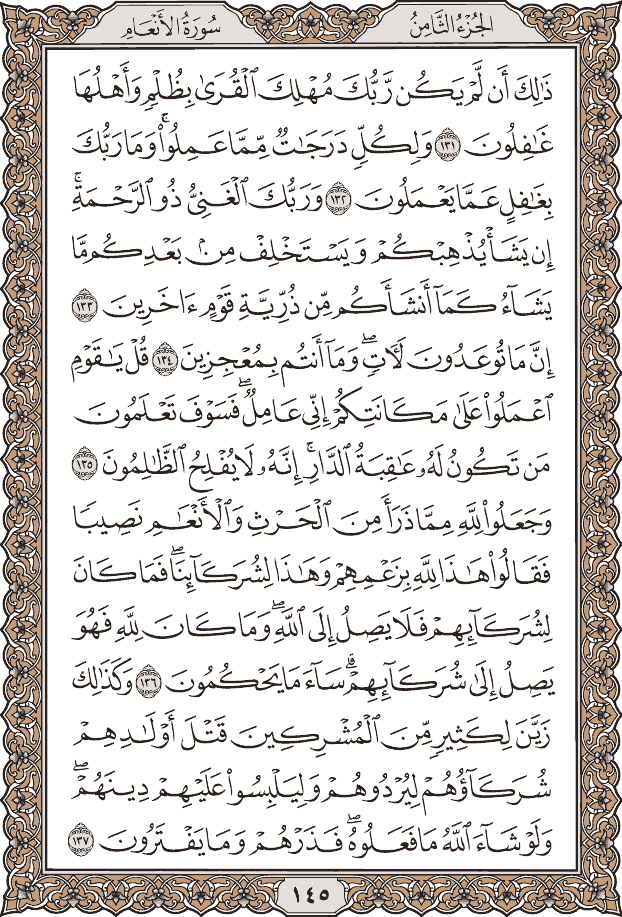 الجُزْءُ الثَّامِنُ
سُورَةُ الأَنْعَامِ
ذَٰلِكَ أَن لَّمْ يَكُن رَّبُّكَ مُهْلِكَ ٱلْقُرَىٰ بِظُلْمٍ وَأَهْلُهَا
غَٰفِلُونَ ١٣١ وَلِكُلٍّ دَرَجَٰتٌ مِّمَّا عَمِلُوا۟ ۚ وَمَا رَبُّكَ
بِغَٰفِلٍ عَمَّا يَعْمَلُونَ ١٣٢ وَرَبُّكَ ٱلْغَنِىُّ ذُو ٱلرَّحْمَةِ ۚ
إِن يَشَأْ يُذْهِبْكُمْ وَيَسْتَخْلِفْ مِنۢ بَعْدِكُم مَّا
يَشَآءُ كَمَآ أَنشَأَكُم مِّن ذُرِّيَّةِ قَوْمٍ ءَاخَرِينَ ١٣٣
إِنَّ مَا تُوعَدُونَ لَءَاتٍ ۖ وَمَآ أَنتُم بِمُعْجِزِينَ ١٣٤ قُلْ يَٰقَوْمِ
ٱعْمَلُوا۟ عَلَىٰ مَكَانَتِكُمْ إِنِّى عَامِلٌ ۖ فَسَوْفَ تَعْلَمُونَ
مَن تَكُونُ لَهُۥ عَٰقِبَةُ ٱلدَّارِ ۗ إِنَّهُۥ لَا يُفْلِحُ ٱلظَّٰلِمُونَ ١٣٥
وَجَعَلُوا۟ لِلَّهِ مِمَّا ذَرَأَ مِنَ ٱلْحَرْثِ وَٱلْأَنْعَٰمِ نَصِيبًا
فَقَالُوا۟ هَٰذَا لِلَّهِ بِزَعْمِهِمْ وَهَٰذَا لِشُرَكَآئِنَا ۖ فَمَا كَانَ
لِشُرَكَآئِهِمْ فَلَا يَصِلُ إِلَى ٱللَّهِ ۖ وَمَا كَانَ لِلَّهِ فَهُوَ
يَصِلُ إِلَىٰ شُرَكَآئِهِمْ ۗ سَآءَ مَا يَحْكُمُونَ ١٣٦ وَكَذَٰلِكَ
زَيَّنَ لِكَثِيرٍ مِّنَ ٱلْمُشْرِكِينَ قَتْلَ أَوْلَٰدِهِمْ
شُرَكَآؤُهُمْ لِيُرْدُوهُمْ وَلِيَلْبِسُوا۟ عَلَيْهِمْ دِينَهُمْ ۖ
وَلَوْ شَآءَ ٱللَّهُ مَا فَعَلُوهُ ۖ فَذَرْهُمْ وَمَا يَفْتَرُونَ ١٣٧
١٤٥